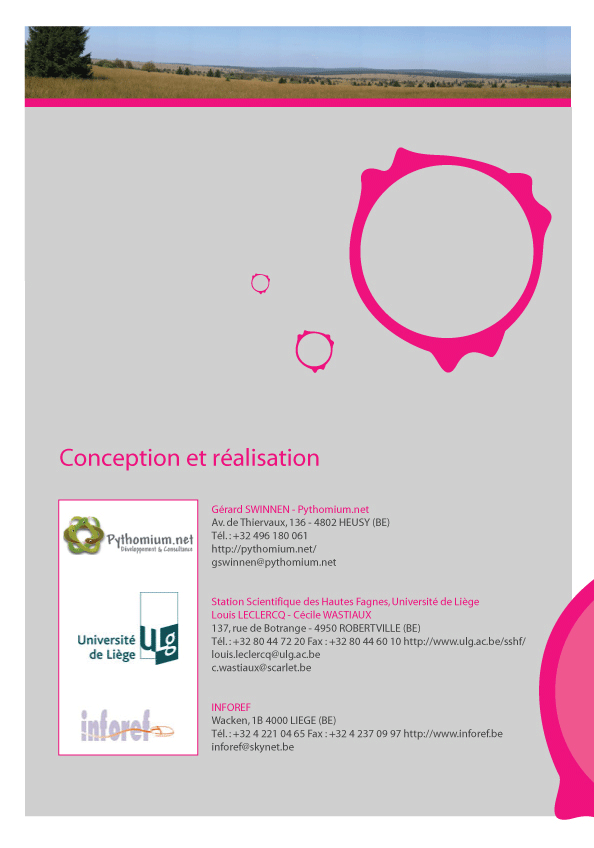 Conception et réalisation
Pythomium.net
Développement & Consultance
Gérard SWINNEN - Pythomium.net
Av. de Thiervaux, 136 - 4802 HEUSY (BE)
Tél. : +32 496 180 061
http://pythomium.net/
gswinnen@pythomium.net
Université
de Liège
ulg
Station Scientifique des Hautes Fagnes, Université de Liège
Louis LECLERCQ - Cécile WASTIAUX
137, rue de Botrange - 4950 ROBERTVILLE (BE)
Tél. : +32 80 44 72 20 Fax : +32 80 44 60 10 http://www.ulg.ac.be/sshf/
louis.leclercq@ulg.ac.be
c.wastiaux@scarlet.be
inforef
INFOREF
Wacken, 1B 4000 LIEGE (BE)
Tél. : +32 4 221 04 65 Fax : +32 4 237 09 97 http://www.inforef.be
inforef@skynet.be